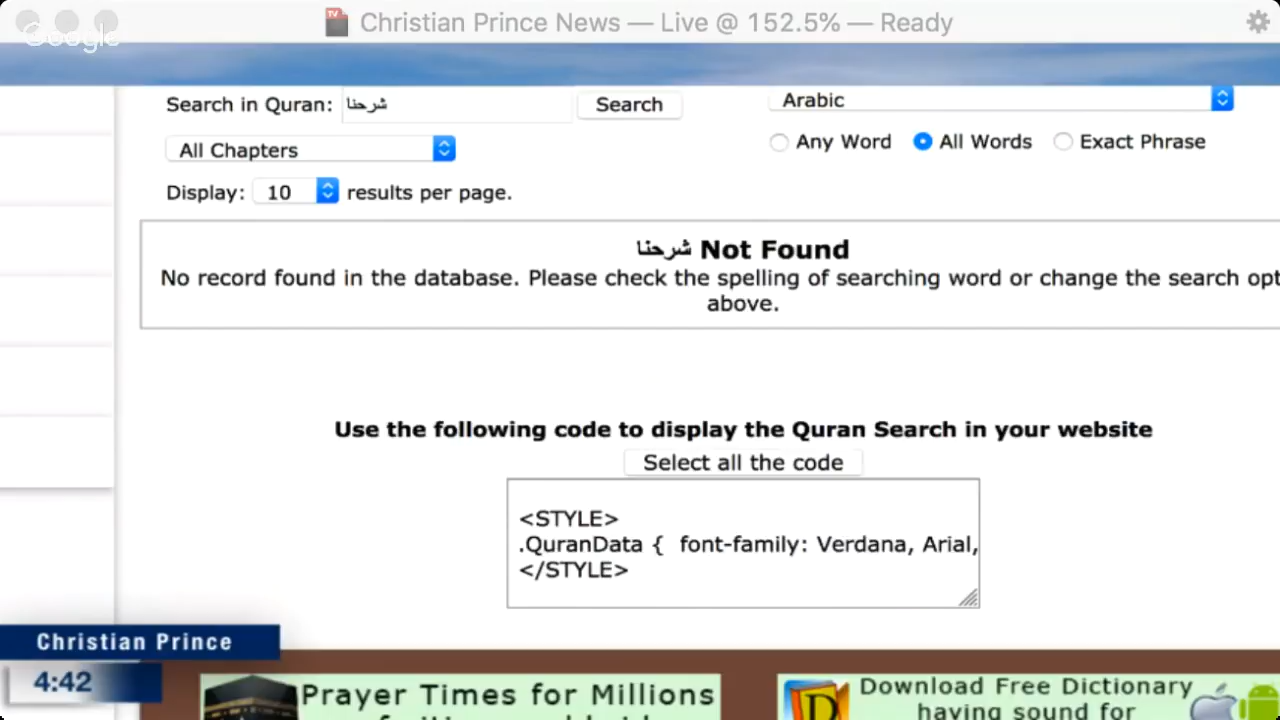 Christian Prince News — Live @ 152.5% — Ready
Google
Search in Quran: شرحنا Search Arabic
Any Word All Words Exact Phrase
All Chapters
Display: 10 results per page.
شرحنا Not Found
No record found in the database. Please check the spelling of searching word or change the search opt
above.
Use the following code to display the Quran Search in your website
Select all the code
<STYLE>
.QuranData { font-family: Verdana, Arial,
</STYLE>
Christian Prince
4:42
Prayer Times for Millions
Download Free Dictionary
having sound for